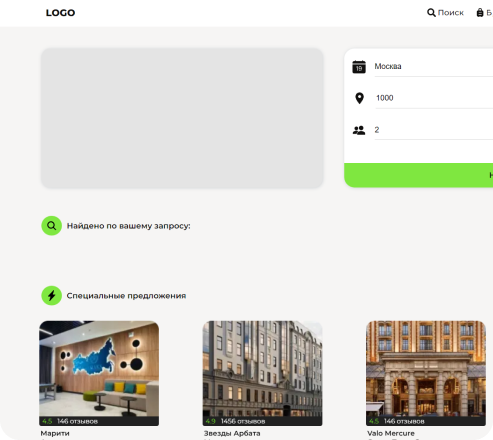 LOGO
Поиск
Б
19
Москва
1000
2
Н
Найдено по вашему запросу:
Специальные предложения
4.5 146 отзывов
4.9 1456 отзывов
4.5 146 отзывов
Марити
Звезды Арбата
Valo Mercure